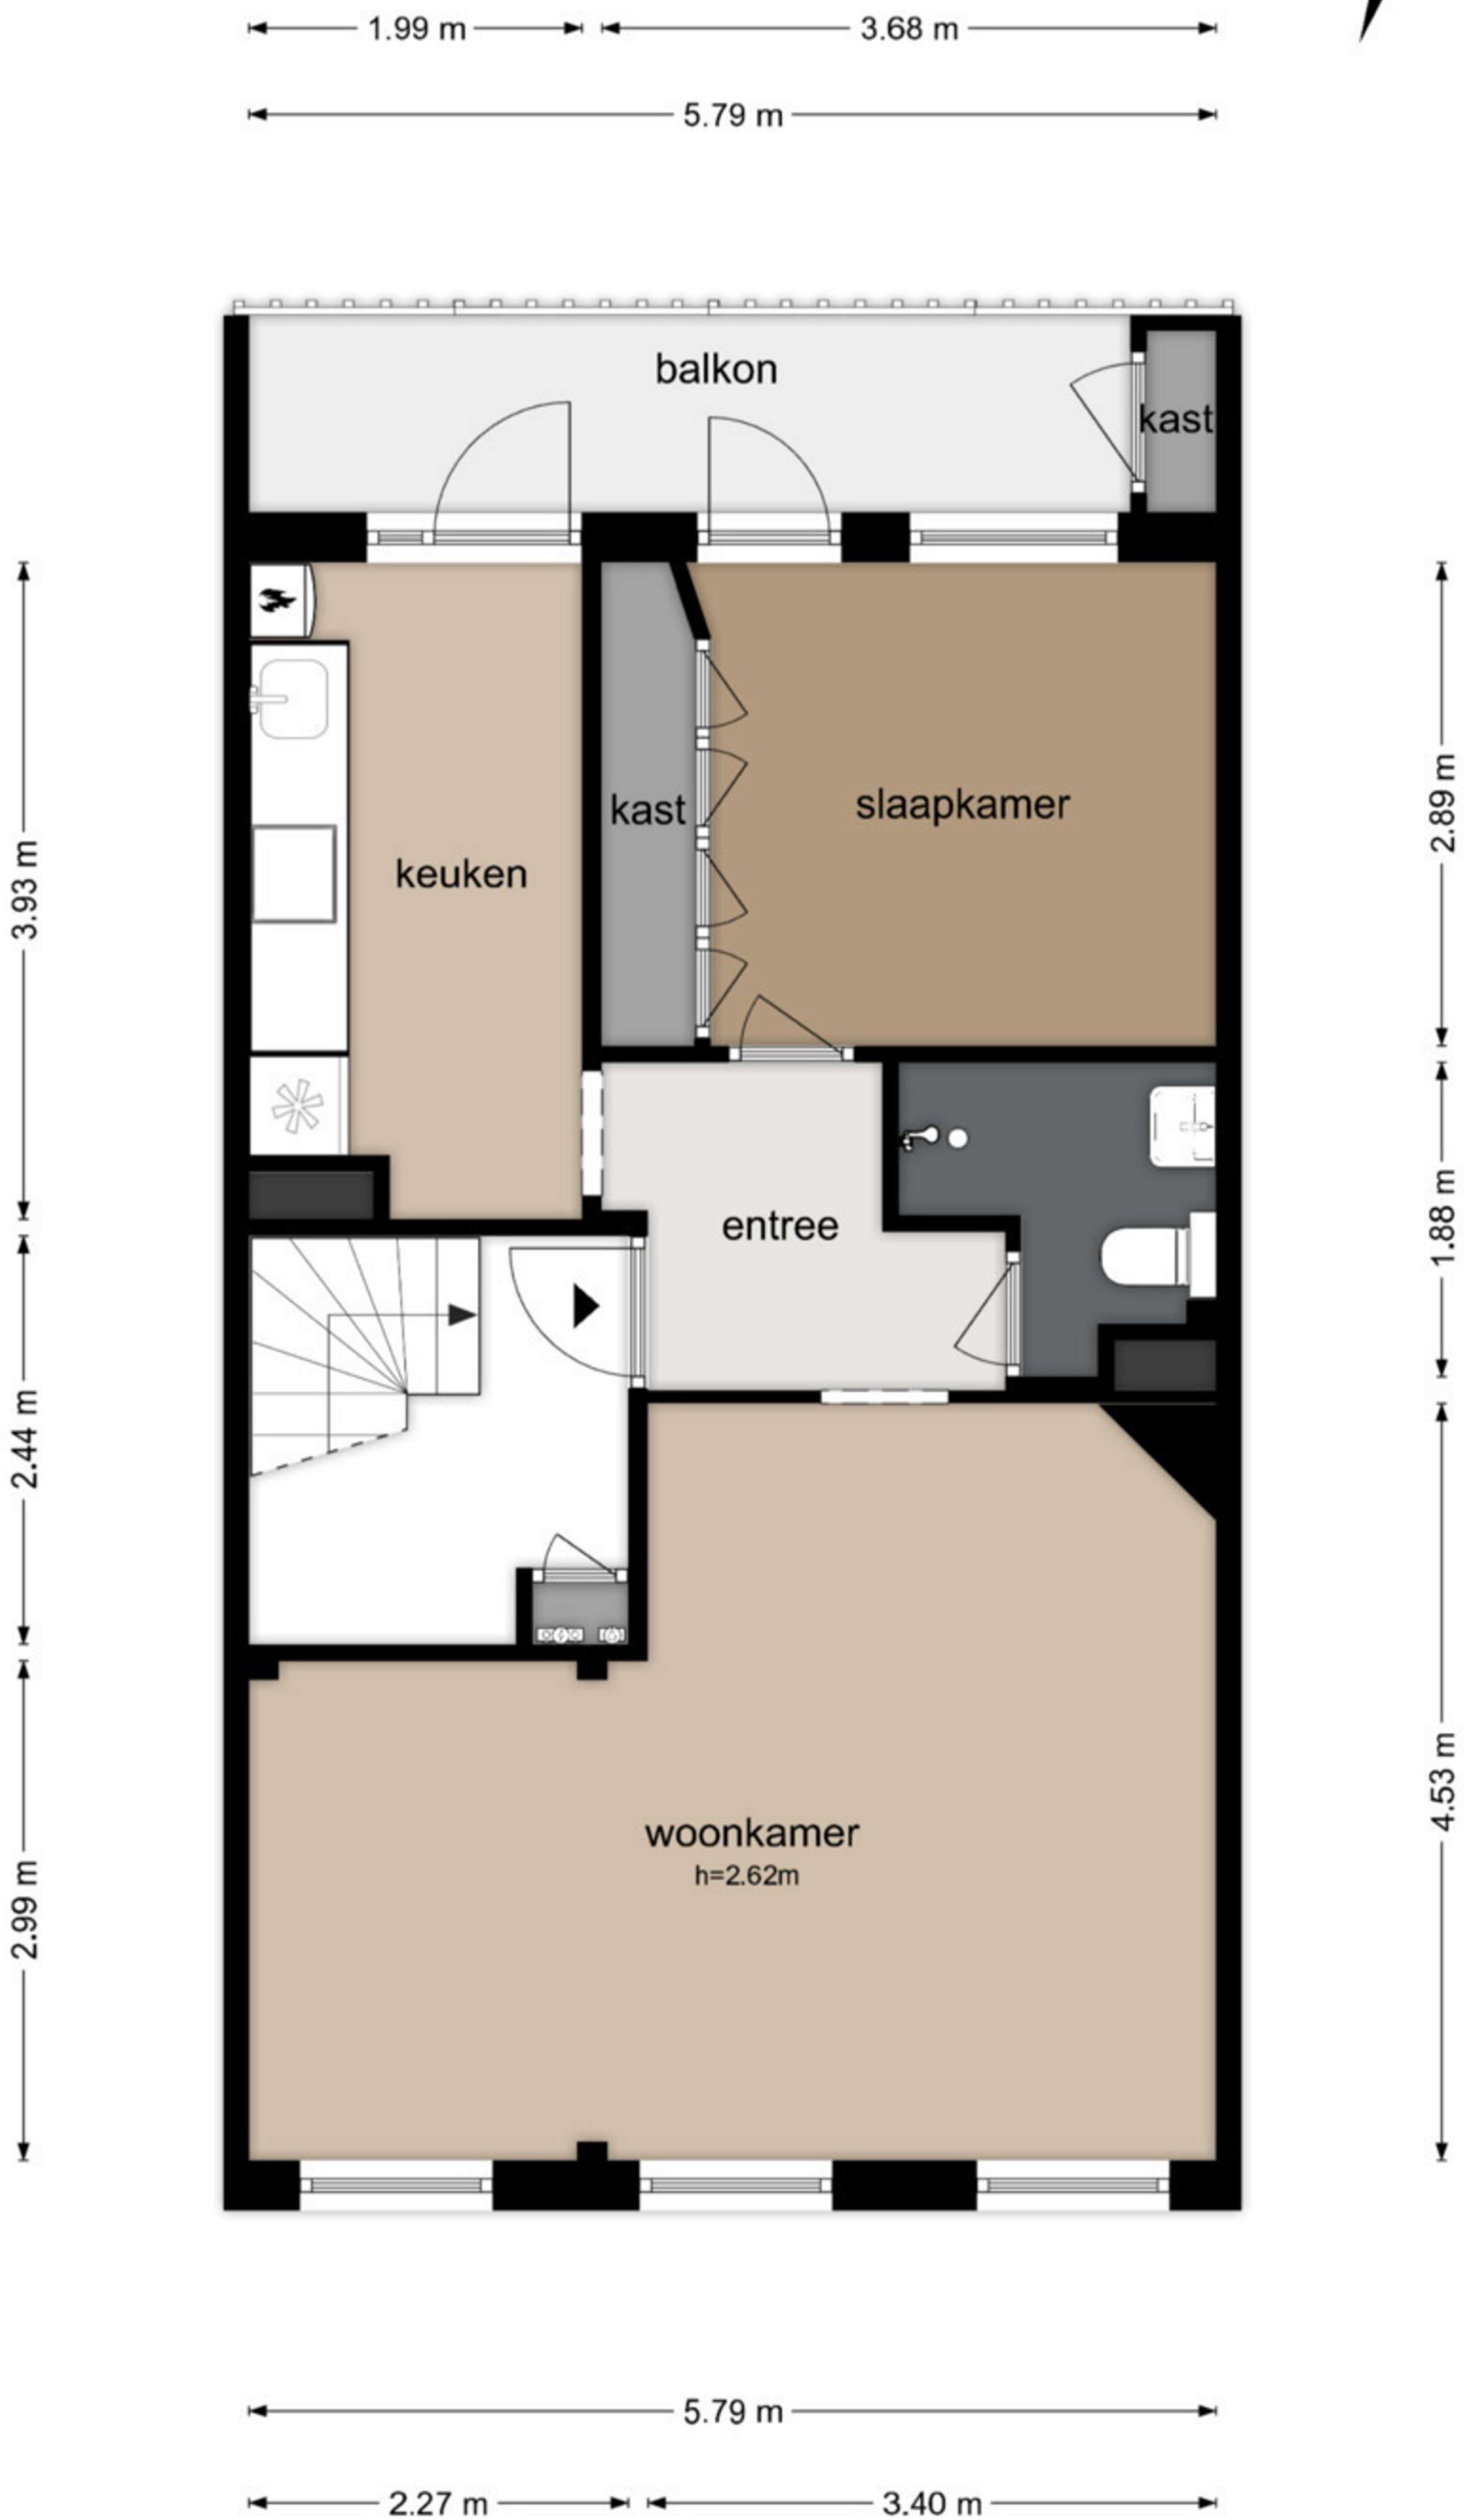 1.99 m
3.68 m
5.79 m
balkon
kast
kast
slaapkamer
keuken
2.89 m
3.93 m
entree
1.88 m
2.44 m
woonkamer
h=2.62m
4.53 m
2.99 m
5.79 m
2.27 m
3.40 m